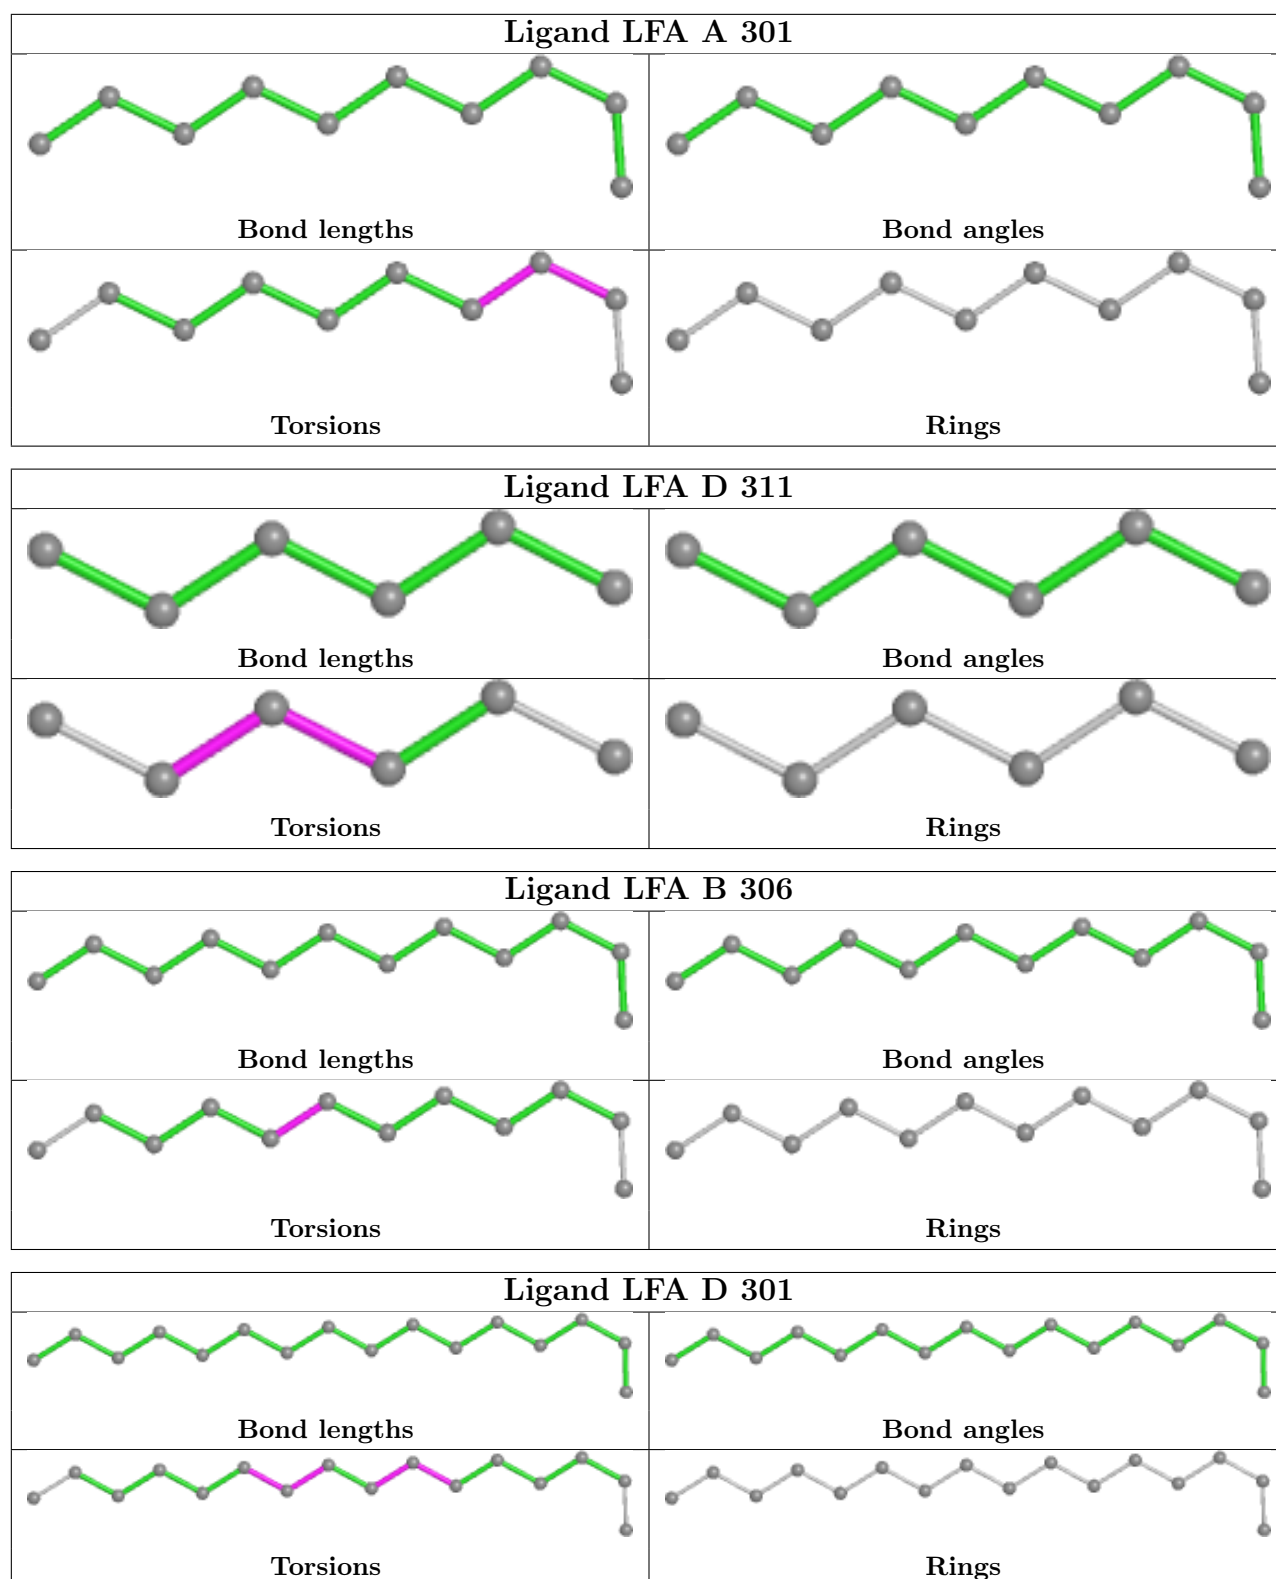 Ligand LFA A 301
Bond lengths
Bond angles
Torsions
Rings
Ligand LFA D 311
Bond lengths
Bond angles
Torsions
Rings
Ligand LFA B 306
Bond lengths
Bond angles
Torsions
Rings
Ligand LFA D 301
Bond lengths
Bond angles
Torsions
Rings